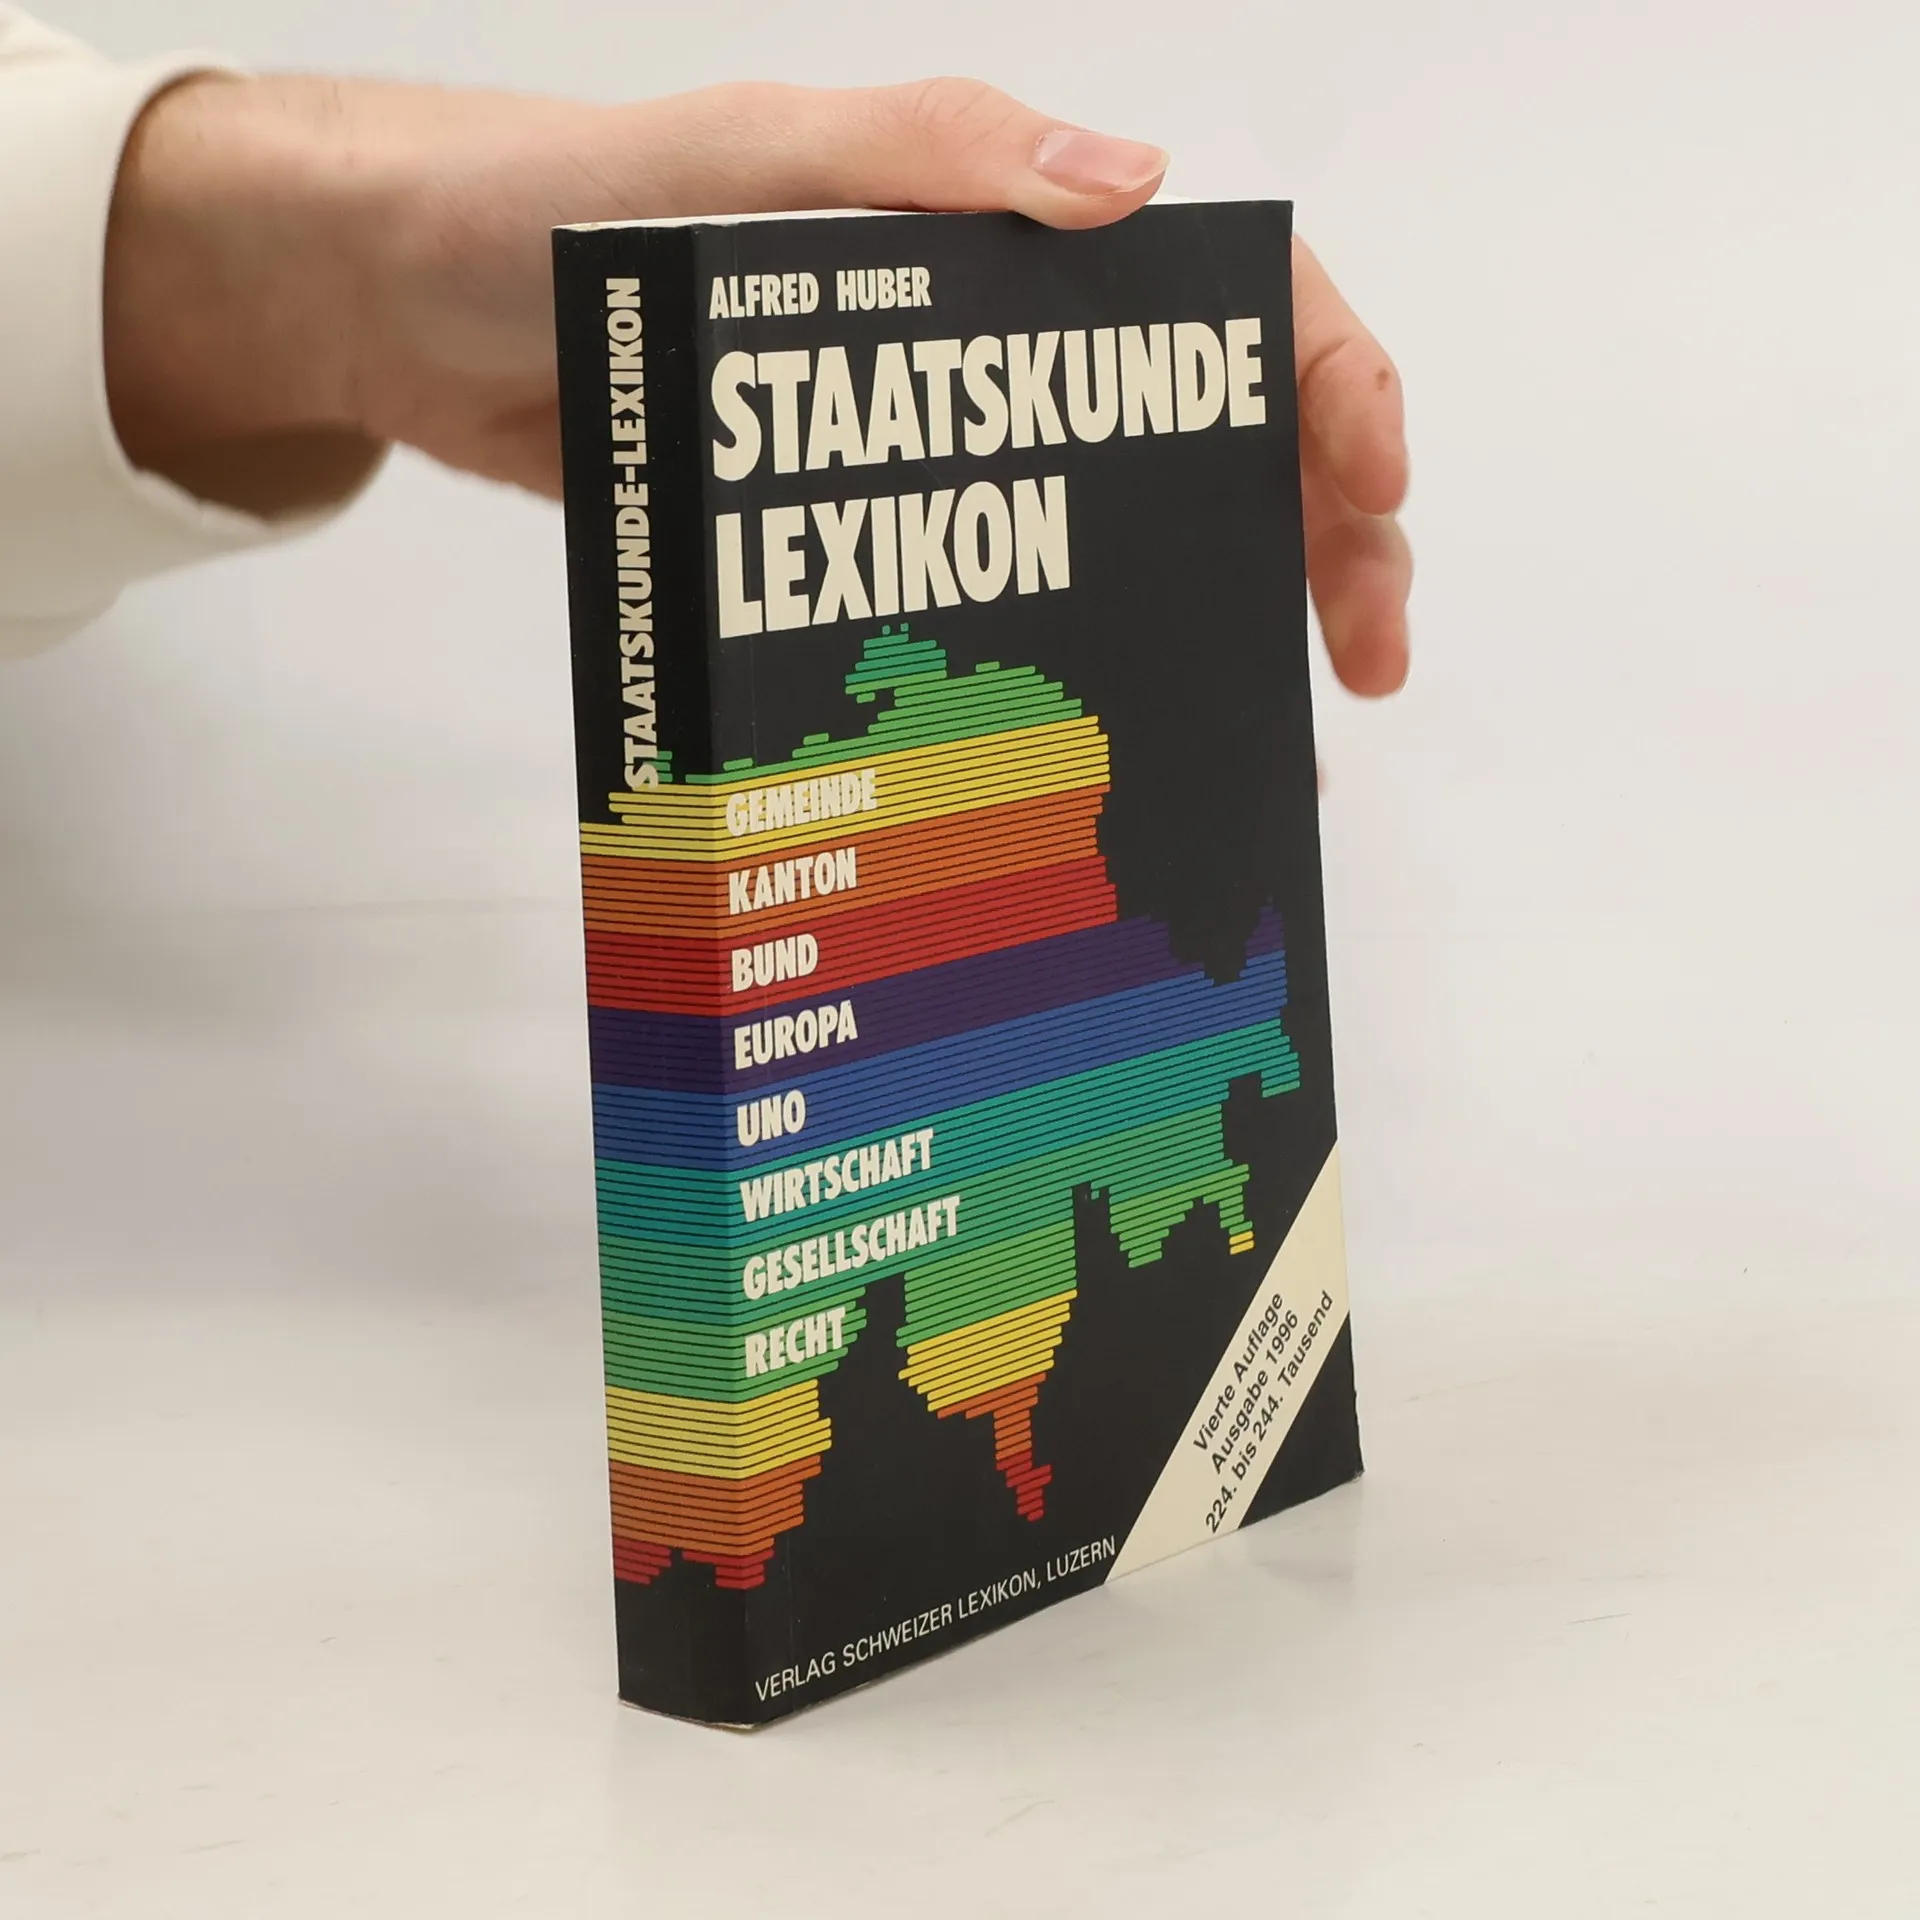 STAATSKUNDE-LEXIKON
ALFRED HUBER
STAATSKUNDE
LEXIKON
GEMEINDE
KANTON
BUND
EUROPA
UNO
WIRTSCHAFT
GESELLSCHAFT
RECHT
Vierte Auflage
Ausgabe 1996
224. bis 244. Tausend
VERLAG SCHWEIZER LEXIKON, LUZERN